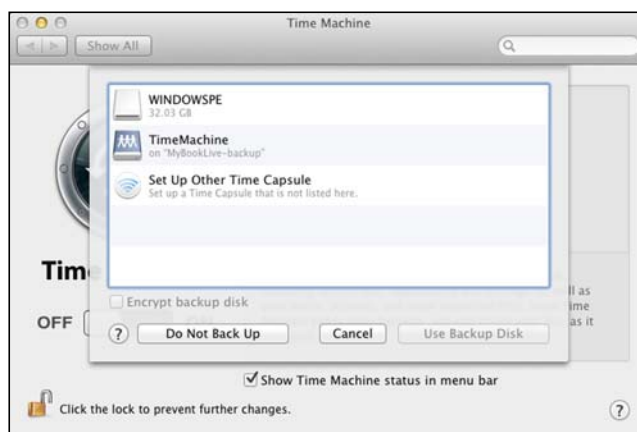 Time Machine
Show All
WINDOWSPE
32.03 GB
TimeMachine
on "MyBookLive-backup"
Set Up Other Time Capsule
Set up a Time Capsule that is not listed here.
Tim
ll as
ime
as it
Encrypt backup disk
OFF
? Do Not Back Up Cancel Use Backup Disk
Show Time Machine status in menu bar
Click the lock to prevent further changes. ?